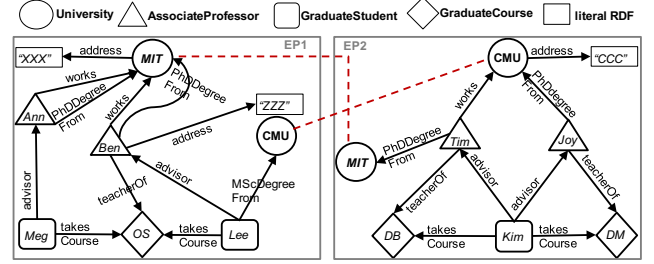 University
AssociateProfessor
GraduateStudent
GraduateCourse
literal RDF
EP1
"XXX"
address
MIT
works
PhDDegree
From
Ann
works
PhDDegree
From
"ZZZ"
address
CMU
Ben
advisor
teacherOf
advisor
MScDegree
From
Meg
takes
Course
OS
takes
Course
Lee
EP2
CMU
address
"CCC"
works
PhDDegree
From
MIT
PhDDegree
From
Tim
Joy
teacherOf
advisor
advisor
teacherOf
DB
takes
Course
Kim
takes
Course
DM